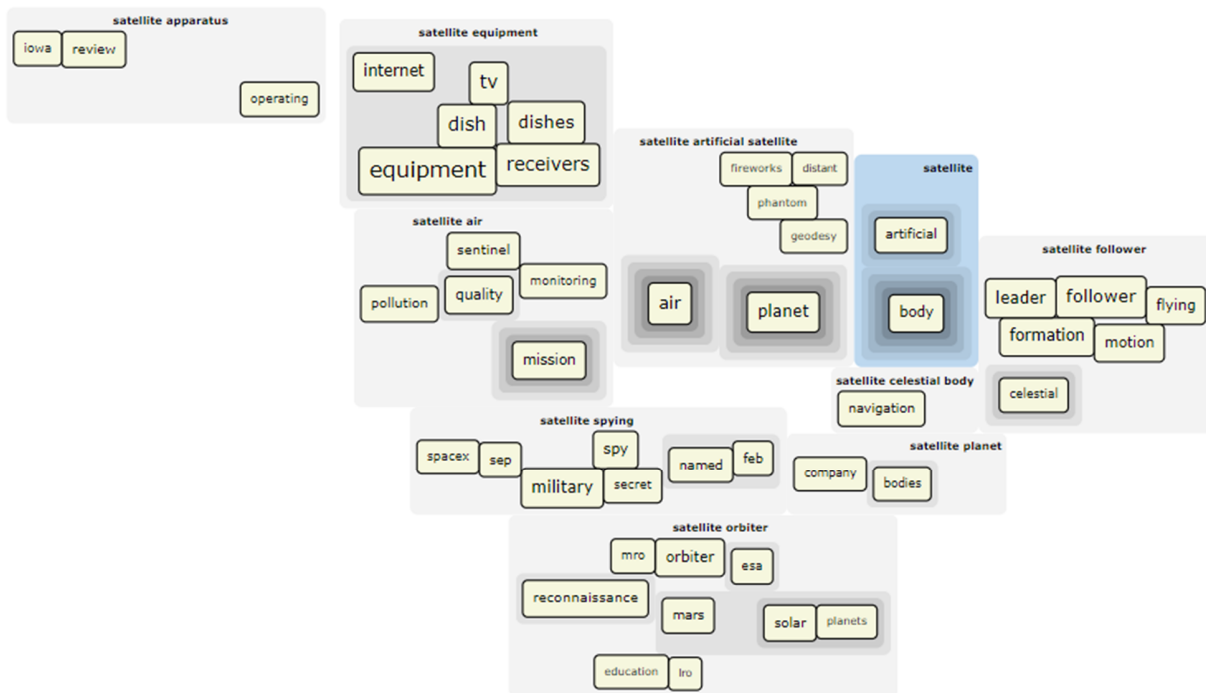 satellite apparatus
iowa review
operating
satellite equipment
internet
tv
dish dishes
equipment receivers
satellite artificial satellite
fireworks distant
phantom
geodesy
air planet
satellite
artificial
body
satellite air
sentinel
monitoring
pollution quality
mission
satellite follower
leader follower flying
formation motion
celestial
satellite celestial body
navigation
satellite spying
spacex sep spy named feb
military secret
satellite planet
company bodies
satellite orbiter
mro orbiter esa
reconnaissance
mars solar planets
education lro